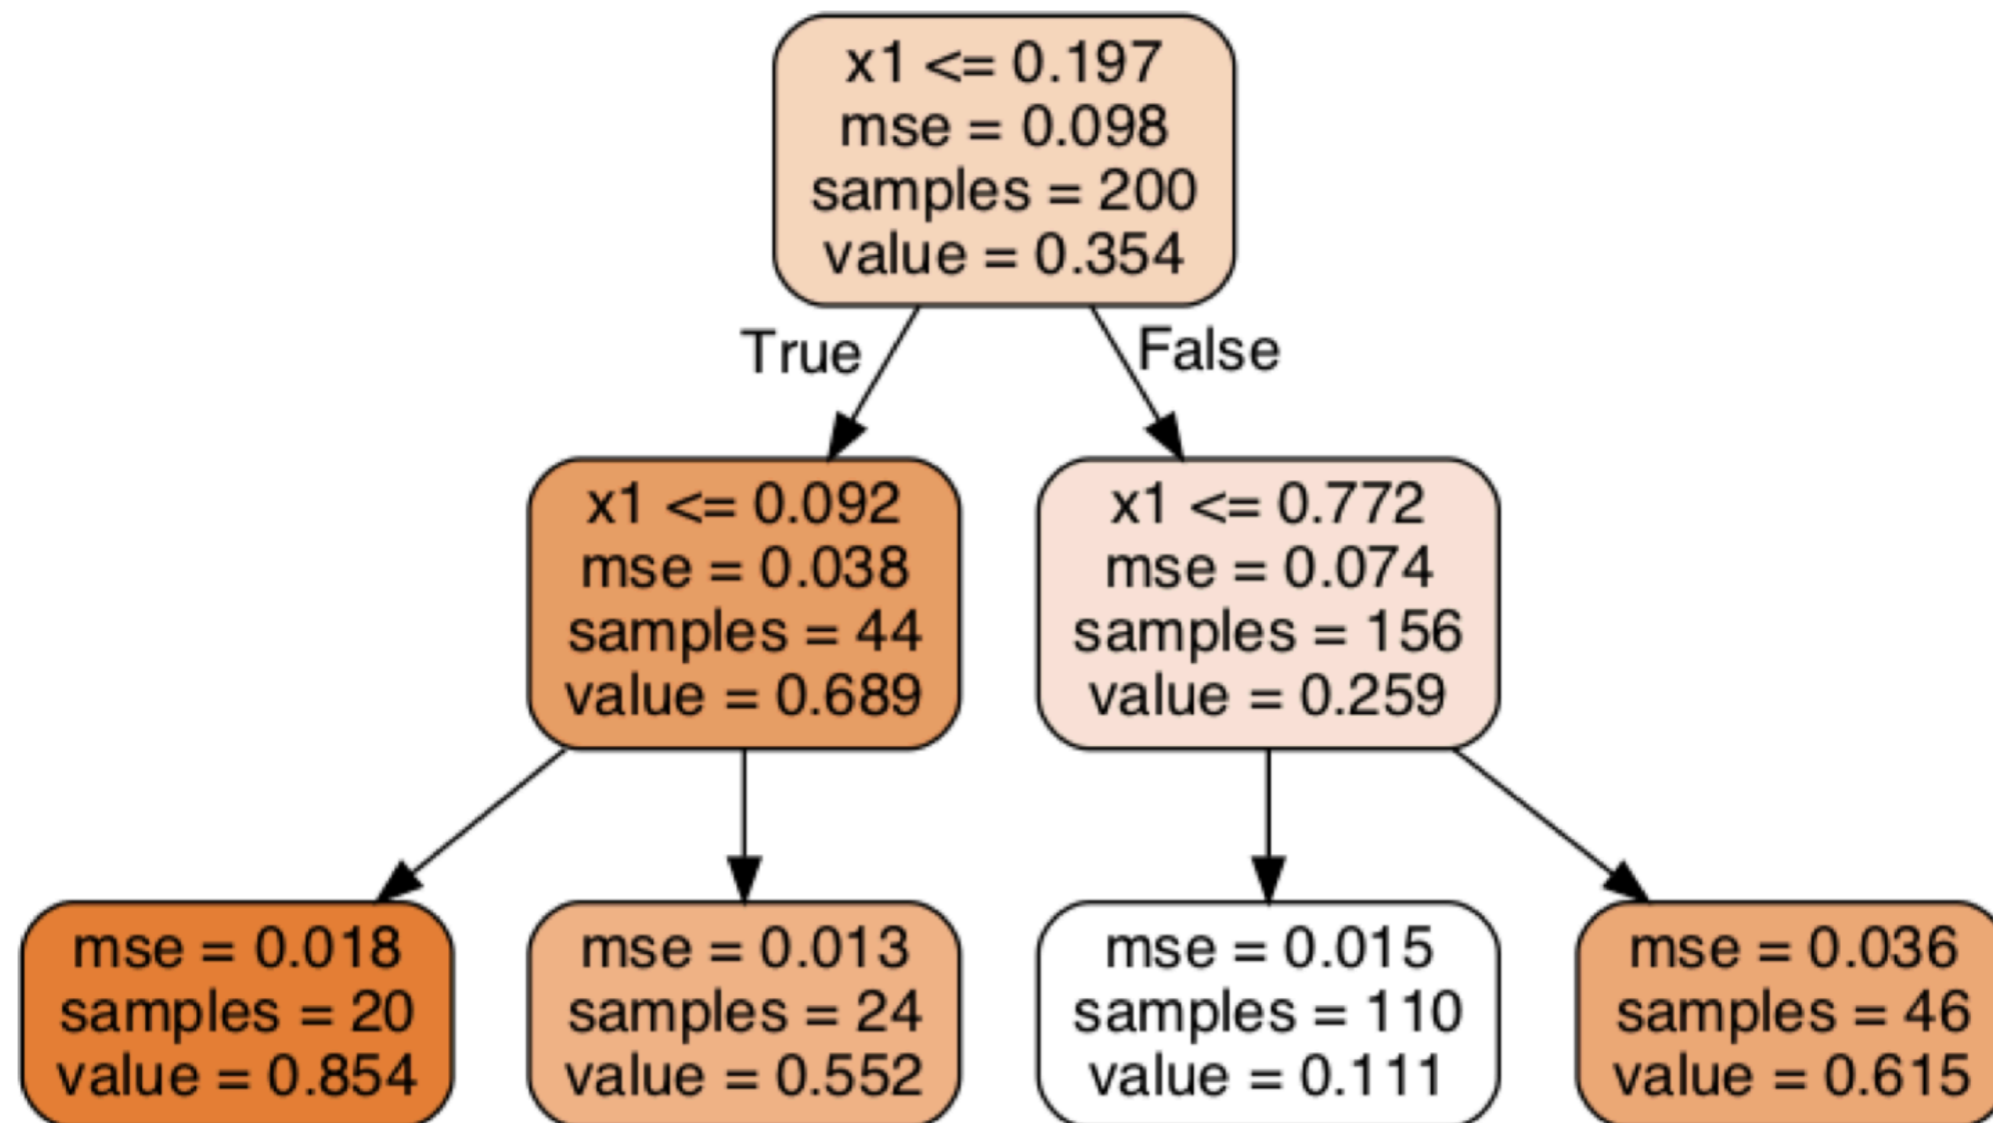 x1 <= 0.197
mse = 0.098
samples = 200
value = 0.354
True
False
x1 <= 0.092
mse = 0.038
samples = 44
value = 0.689
x1 <= 0.772
mse = 0.074
samples = 156
value = 0.259
mse = 0.018
samples = 20
value = 0.854
mse = 0.013
samples = 24
value = 0.552
mse = 0.015
samples = 110
value = 0.111
mse = 0.036
samples = 46
value = 0.615